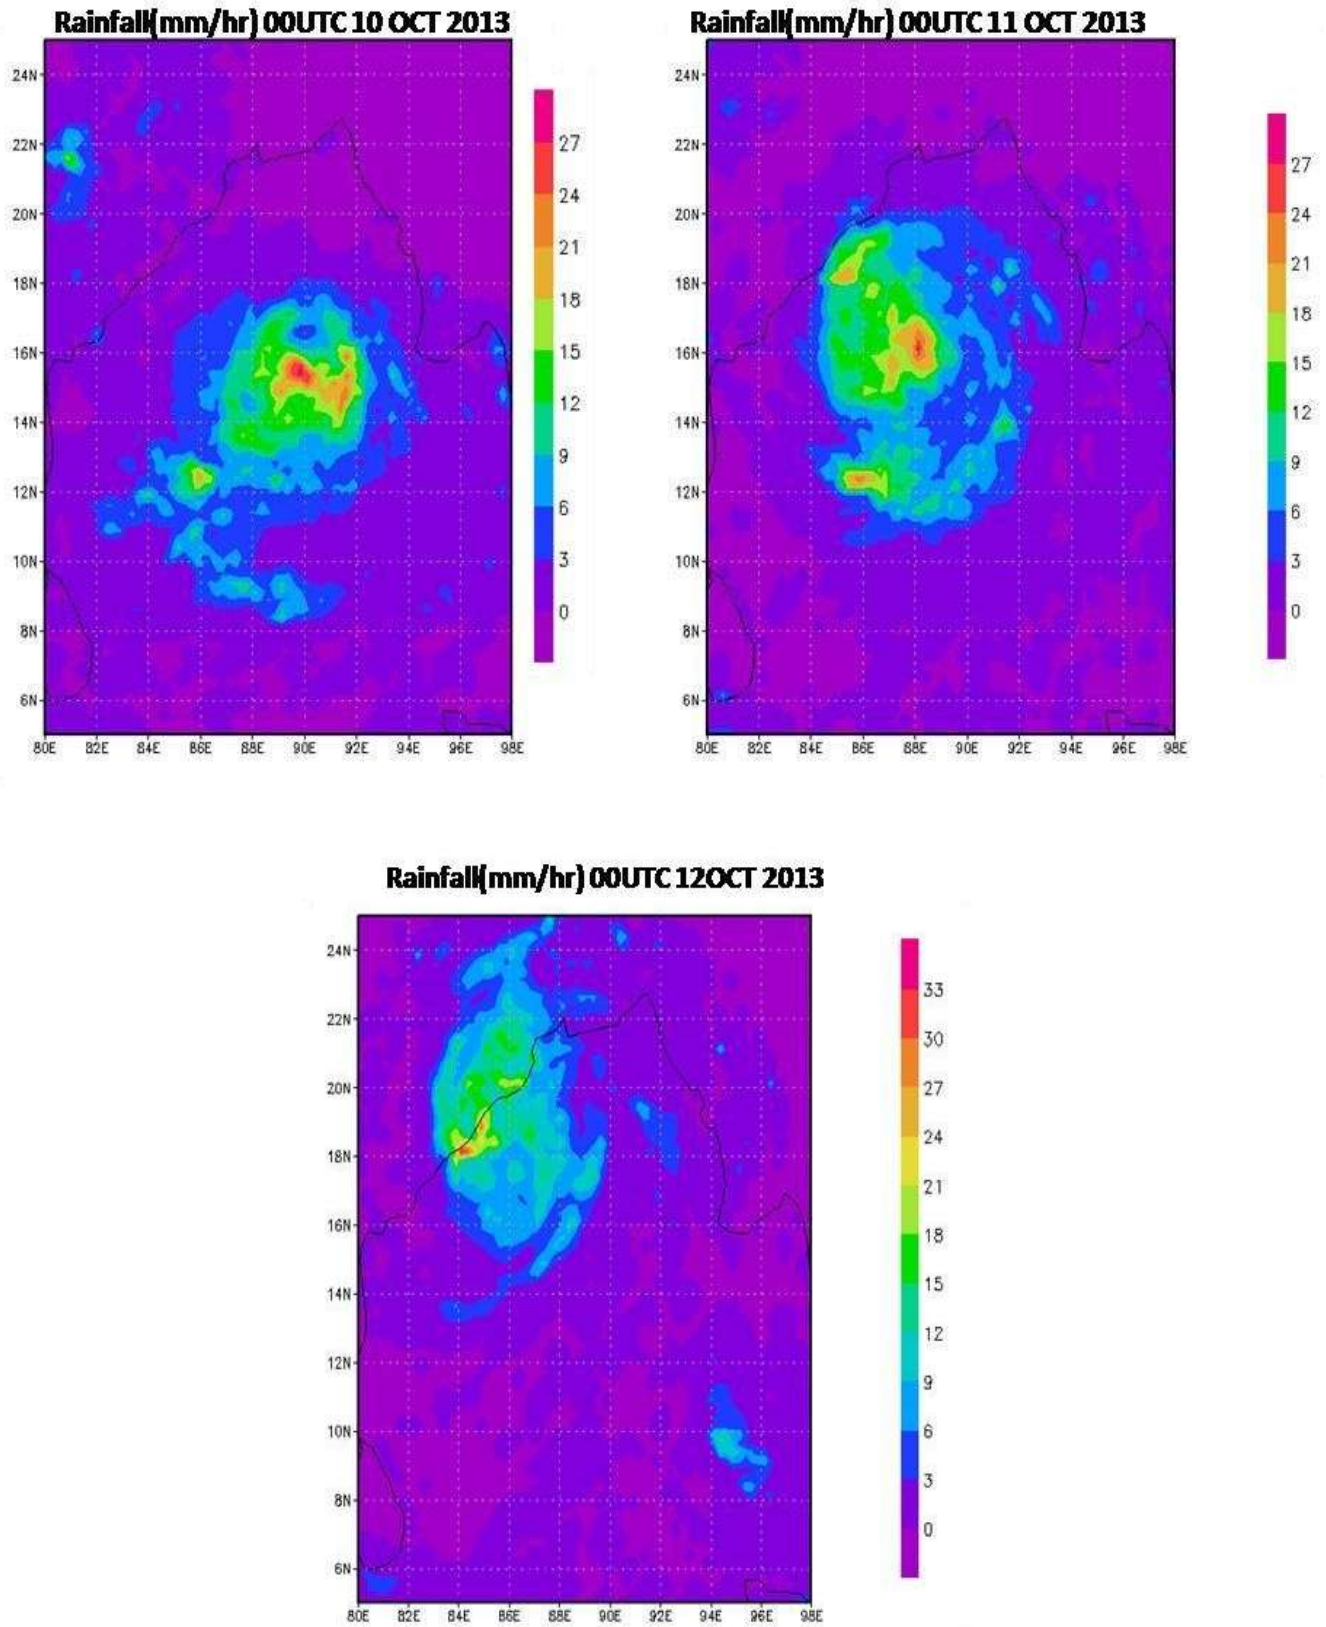 Rainfall(mm/hr) 00UTC 10 OCT 2013
24N
22N
20N
18N
16N
14N
12N
10N
8N
6N
80E 82E 84E 86E 88E 90E 92E 94E 96E 98E
27
24
21
18
15
12
9
6
3
0
Rainfall(mm/hr) 00UTC 11 OCT 2013
24N
22N
20N
18N
16N
14N
12N
10N
8N
6N
80E 82E 84E 86E 88E 90E 92E 94E 96E 98E
27
24
21
18
15
12
9
6
3
0
Rainfall(mm/hr) 00UTC 12OCT 2013
24N
22N
20N
18N
16N
14N
12N
10N
8N
6N
80E 82E 84E 86E 88E 90E 92E 94E 96E 98E
33
30
27
24
21
18
15
12
9
6
3
0